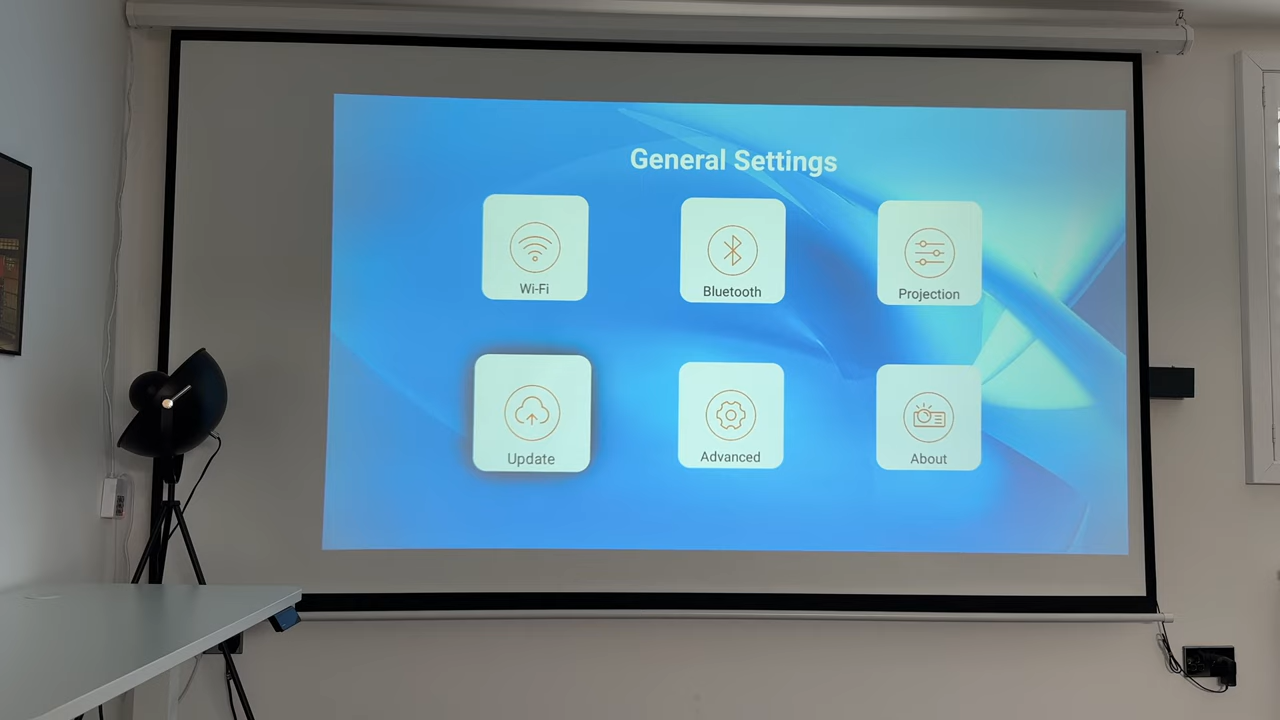 General Settings
Wi-Fi
Bluetooth
Projection
Update
Advanced
About